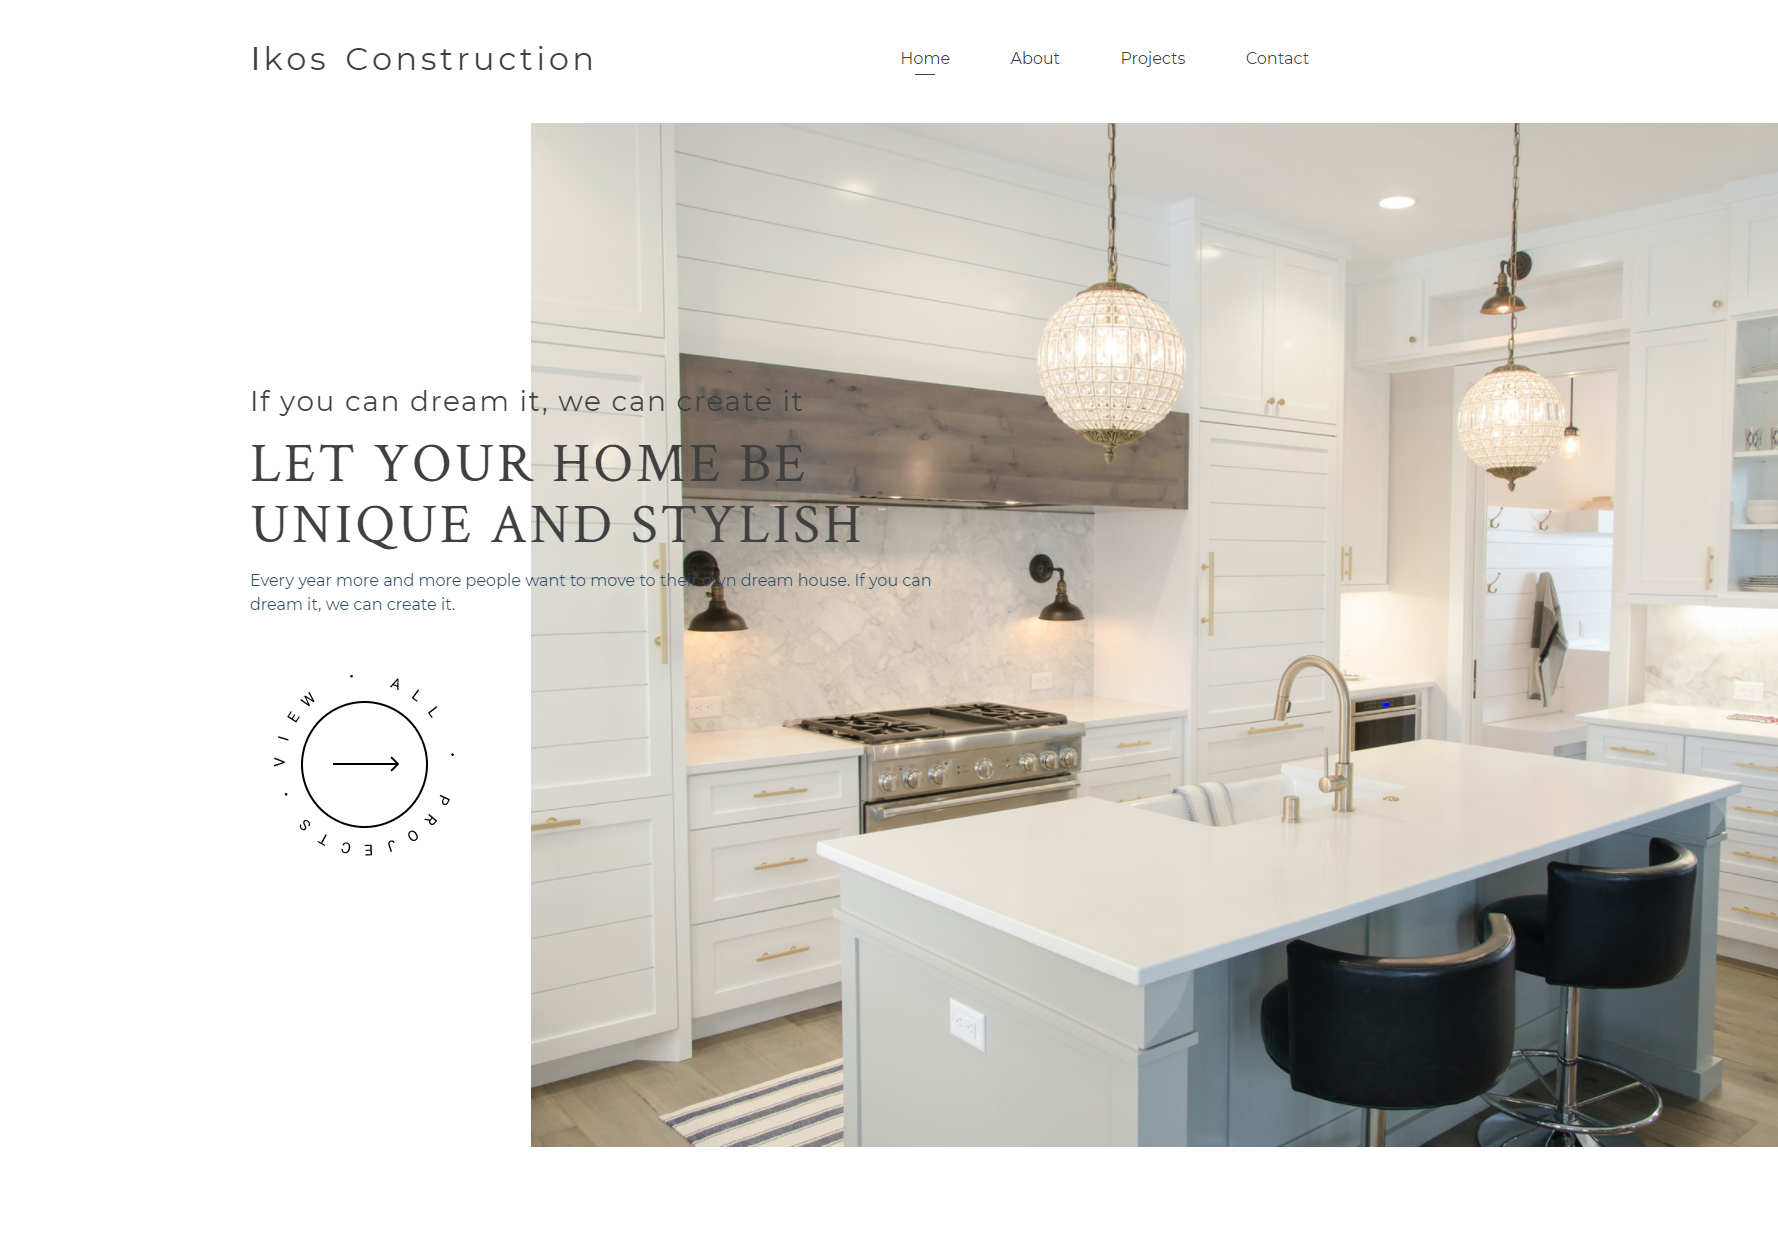 Ikos Construction
Home
About
Projects
Contact
If you can dream it, we can create it
LET YOUR HOME BE
UNIQUE AND STYLISH
Every year more and more people want to move to their own dream house. If you can
dream it, we can create it.
VIEW · ALL · PROJECTS ·